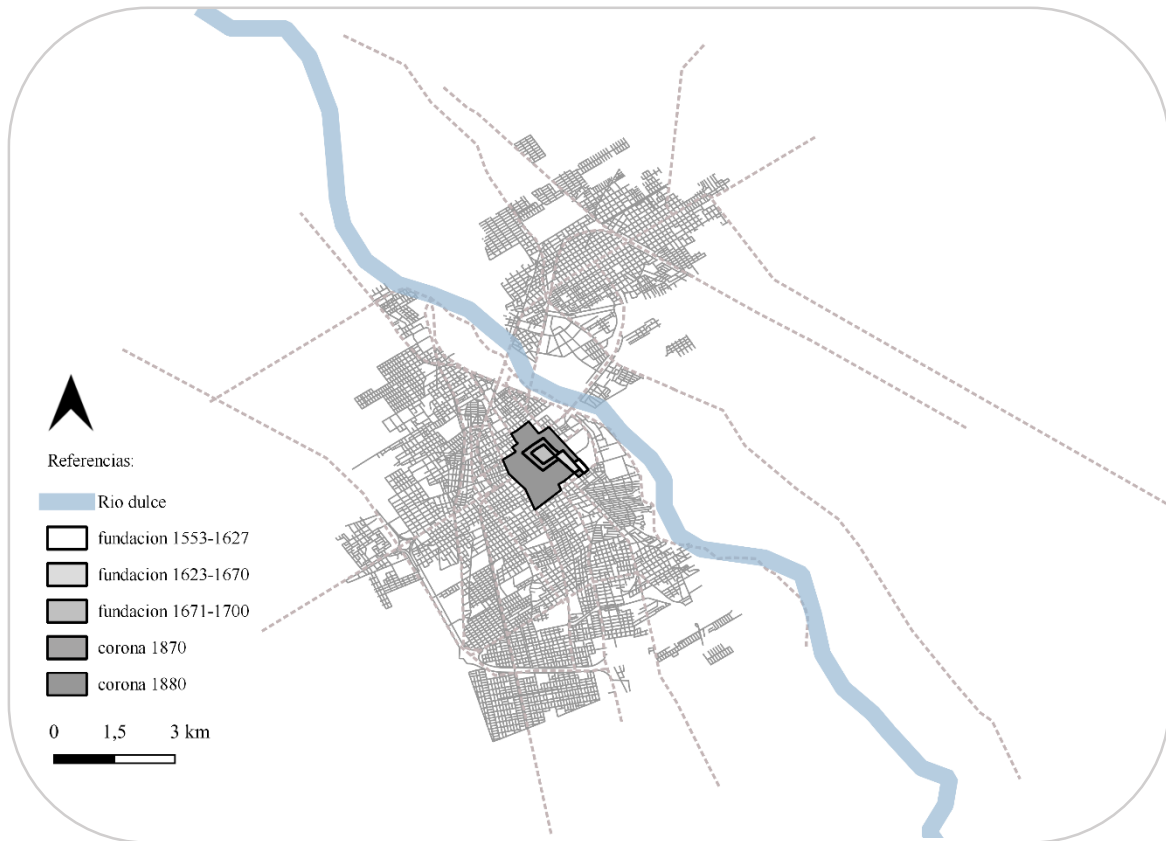 Referencias:
Rio dulce
fundacion 1553-1627
fundacion 1623-1670
fundacion 1671-1700
corona 1870
corona 1880
0 1,5 3 km